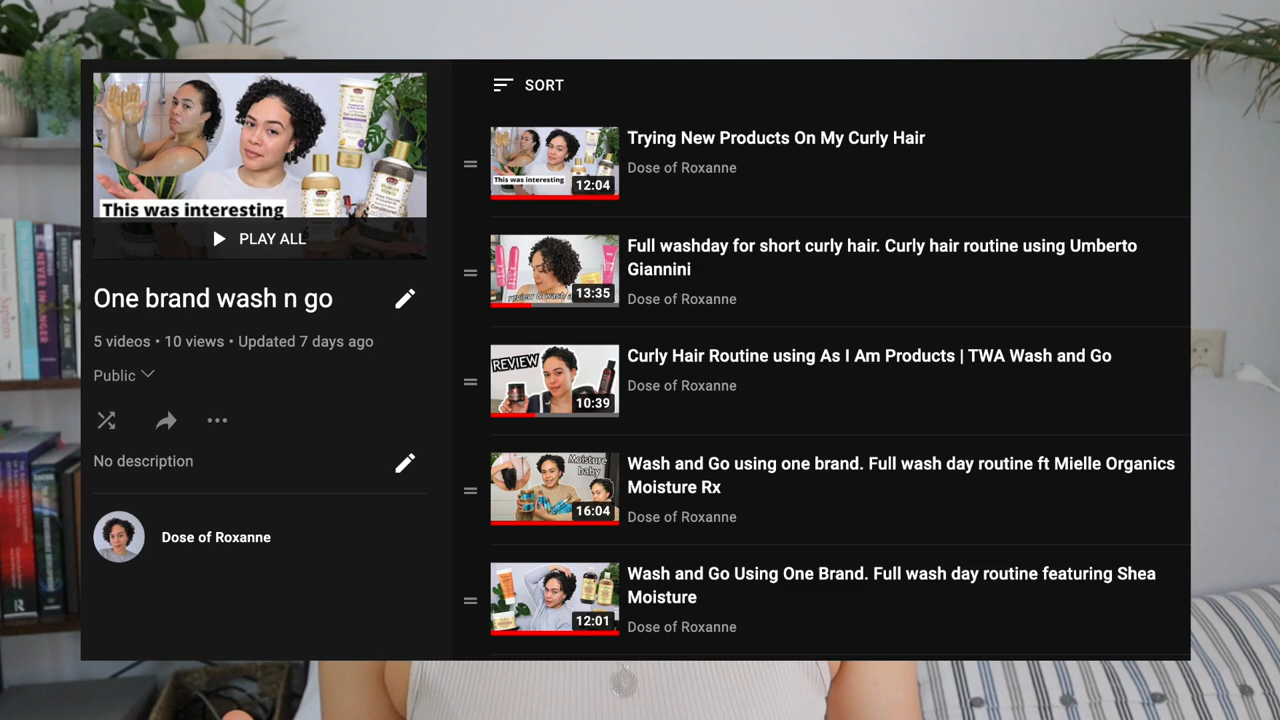 This was interesting
PLAY ALL
One brand wash n go
5 videos • 10 views • Updated 7 days ago
Public
No description
Dose of Roxanne
SORT
This was interesting
12:04
Trying New Products On My Curly Hair
Dose of Roxanne
13:35
Full washday for short curly hair. Curly hair routine using Umberto
Giannini
Dose of Roxanne
REVIEW
10:39
Curly Hair Routine using As I Am Products | TWA Wash and Go
Dose of Roxanne
Moisture
baby
16:04
Wash and Go using one brand. Full wash day routine ft Mielle Organics
Moisture Rx
Dose of Roxanne
12:01
Wash and Go Using One Brand. Full wash day routine featuring Shea
Moisture
Dose of Roxanne